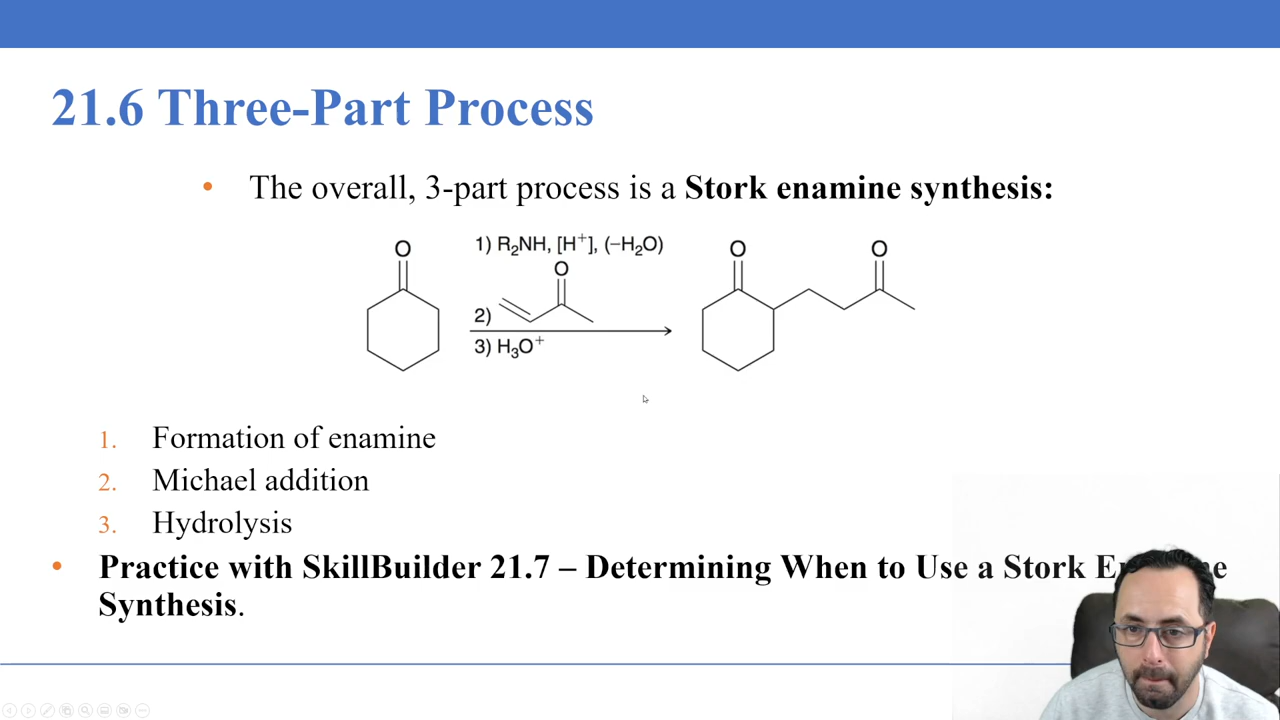 21.6 Three-Part Process
• The overall, 3-part process is a Stork enamine synthesis:
O
1) R₂NH, [H⁺], (–H₂O)
O
2)
3) H₃O⁺
O
O
1. Formation of enamine
2. Michael addition
3. Hydrolysis
• Practice with SkillBuilder 21.7 – Determining When to Use a Stork
Synthesis.